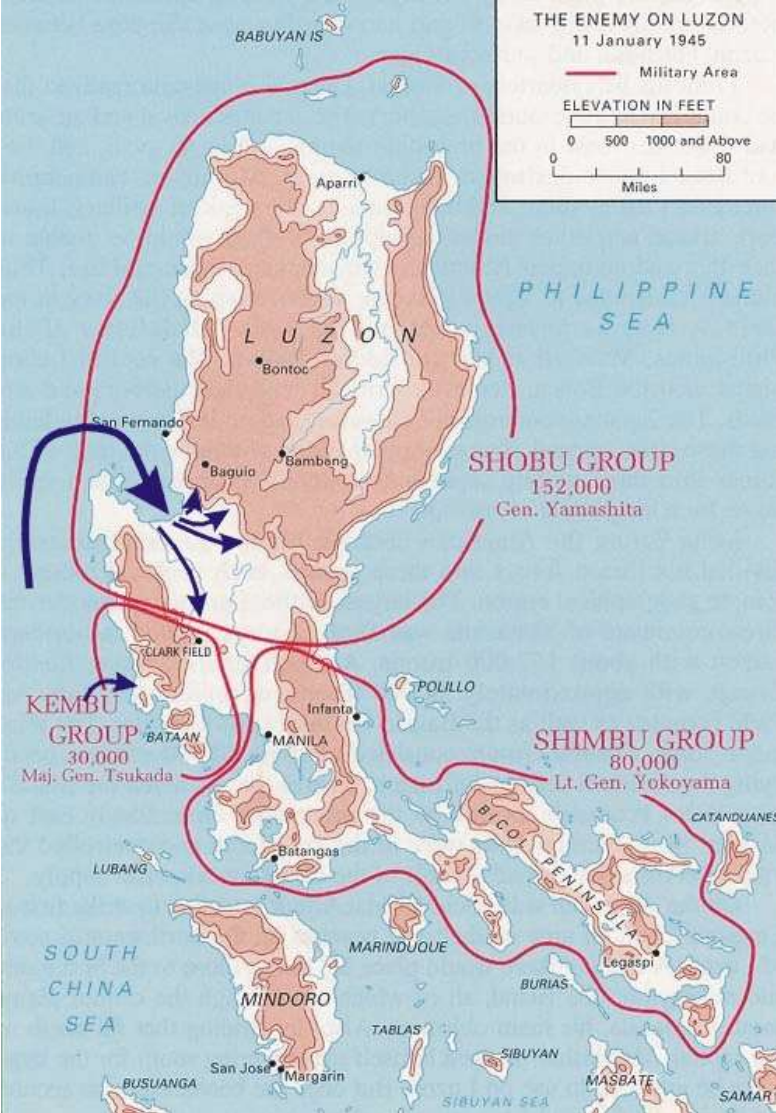 THE ENEMY ON LUZON
11 January 1945
Military Area
ELEVATION IN FEET
0 500 1000 and Above
0 80
Miles
BABUYAN IS
Aparri
PHILIPPINE
SEA
LUZON
Bontoc
San Fernando
Baguio
Bambang
SHOBU GROUP
152,000
Gen. Yamashita
CLARK FIELD
POLILLO
KEMBU
GROUP
30,000
Maj. Gen. Tsukada
BATAAN
Infanta
MANILA
SHIMBU GROUP
80,000
Lt. Gen. Yokoyama
CATANDUANES
BICOL PENINSULA
Batangas
LUBANG
MARINDUQUE
Legaspi
SOUTH
CHINA
SEA
BURIAS
MINDORO
TABLAS
SIBUYAN
San Jose
Margarin
BUSUANGA
MASBATE
SIBUYAN SEA
SAMAR